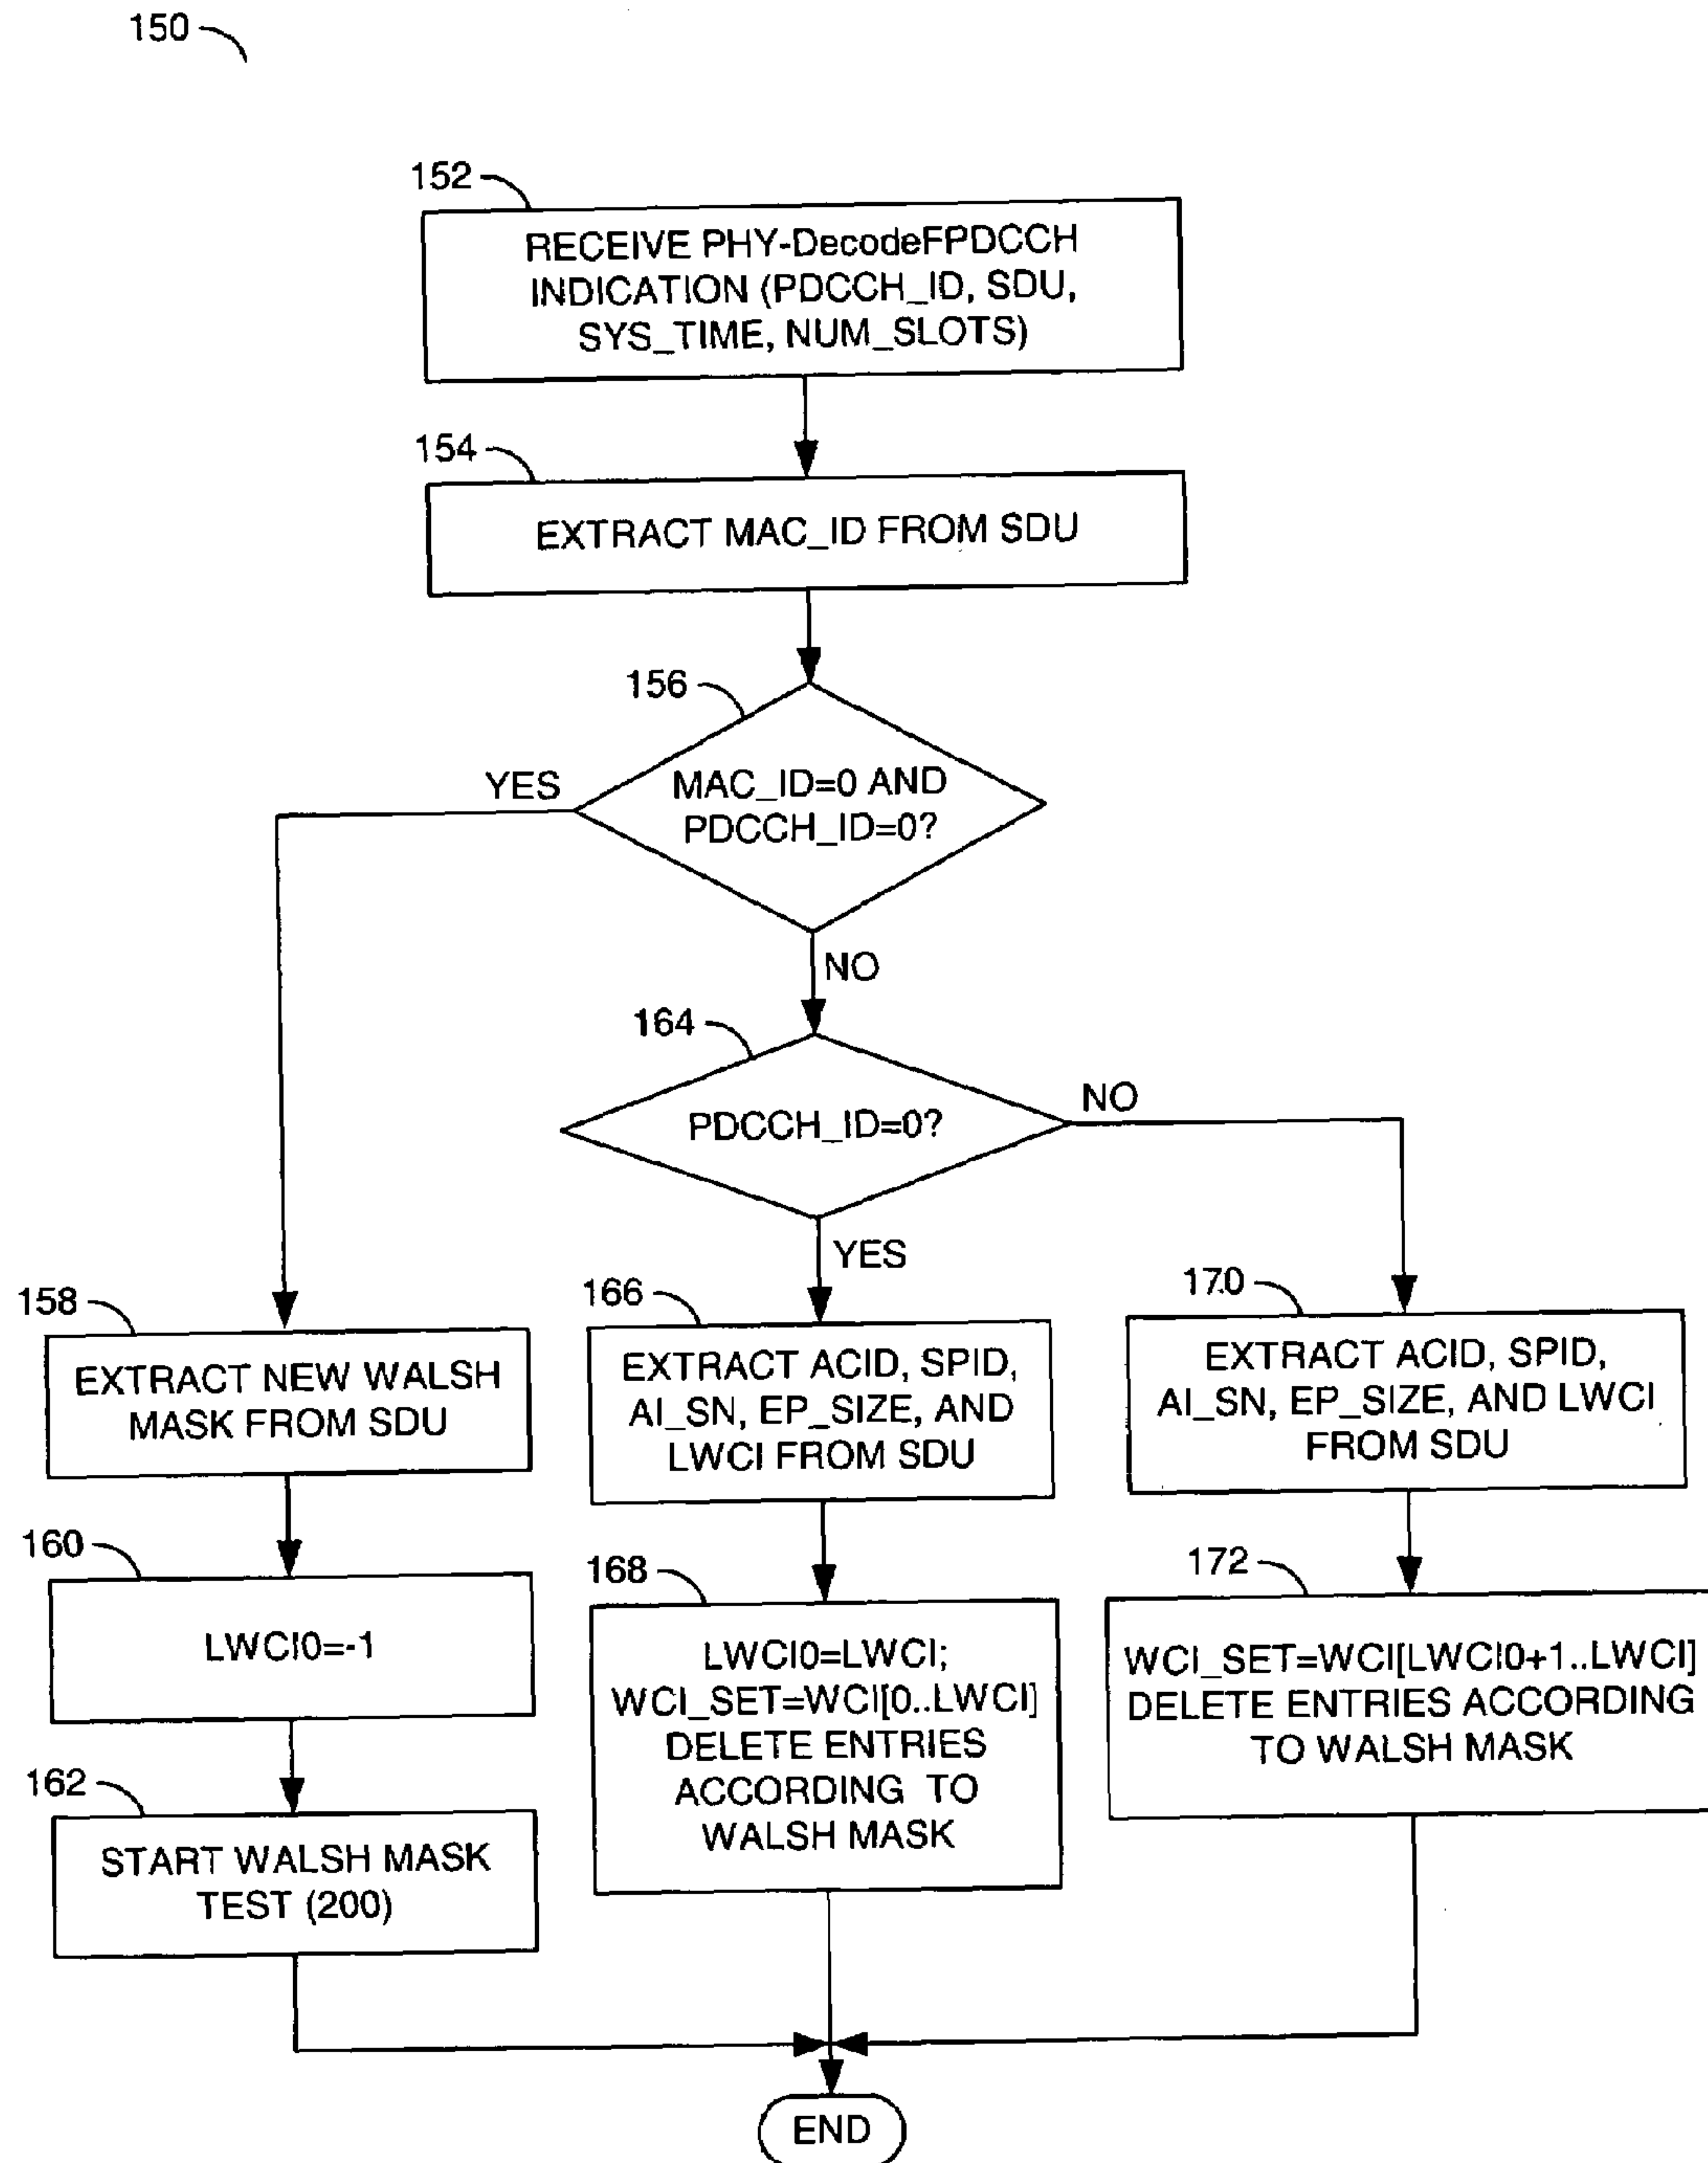 150
152
RECEIVE PHY-DecodeFPDCCH
INDICATION (PDCCH_ID, SDU,
SYS_TIME, NUM_SLOTS)
154
EXTRACT MAC_ID FROM SDU
156
MAC_ID=0 AND
PDCCH_ID=0?
YES
NO
164
PDCCH_ID=0?
NO
YES
158
EXTRACT NEW WALSH
MASK FROM SDU
166
EXTRACT ACID, SPID,
AI_SN, EP_SIZE, AND
LWCI FROM SDU
170
EXTRACT ACID, SPID,
AI_SN, EP_SIZE, AND LWCI
FROM SDU
160
LWCI0=-1
168
LWCI0=LWCI;
WCI_SET=WCI[0..LWCI]
DELETE ENTRIES
ACCORDING TO
WALSH MASK
172
WCI_SET=WCI[LWCI0+1..LWCI]
DELETE ENTRIES ACCORDING
TO WALSH MASK
162
START WALSH MASK
TEST (200)
END